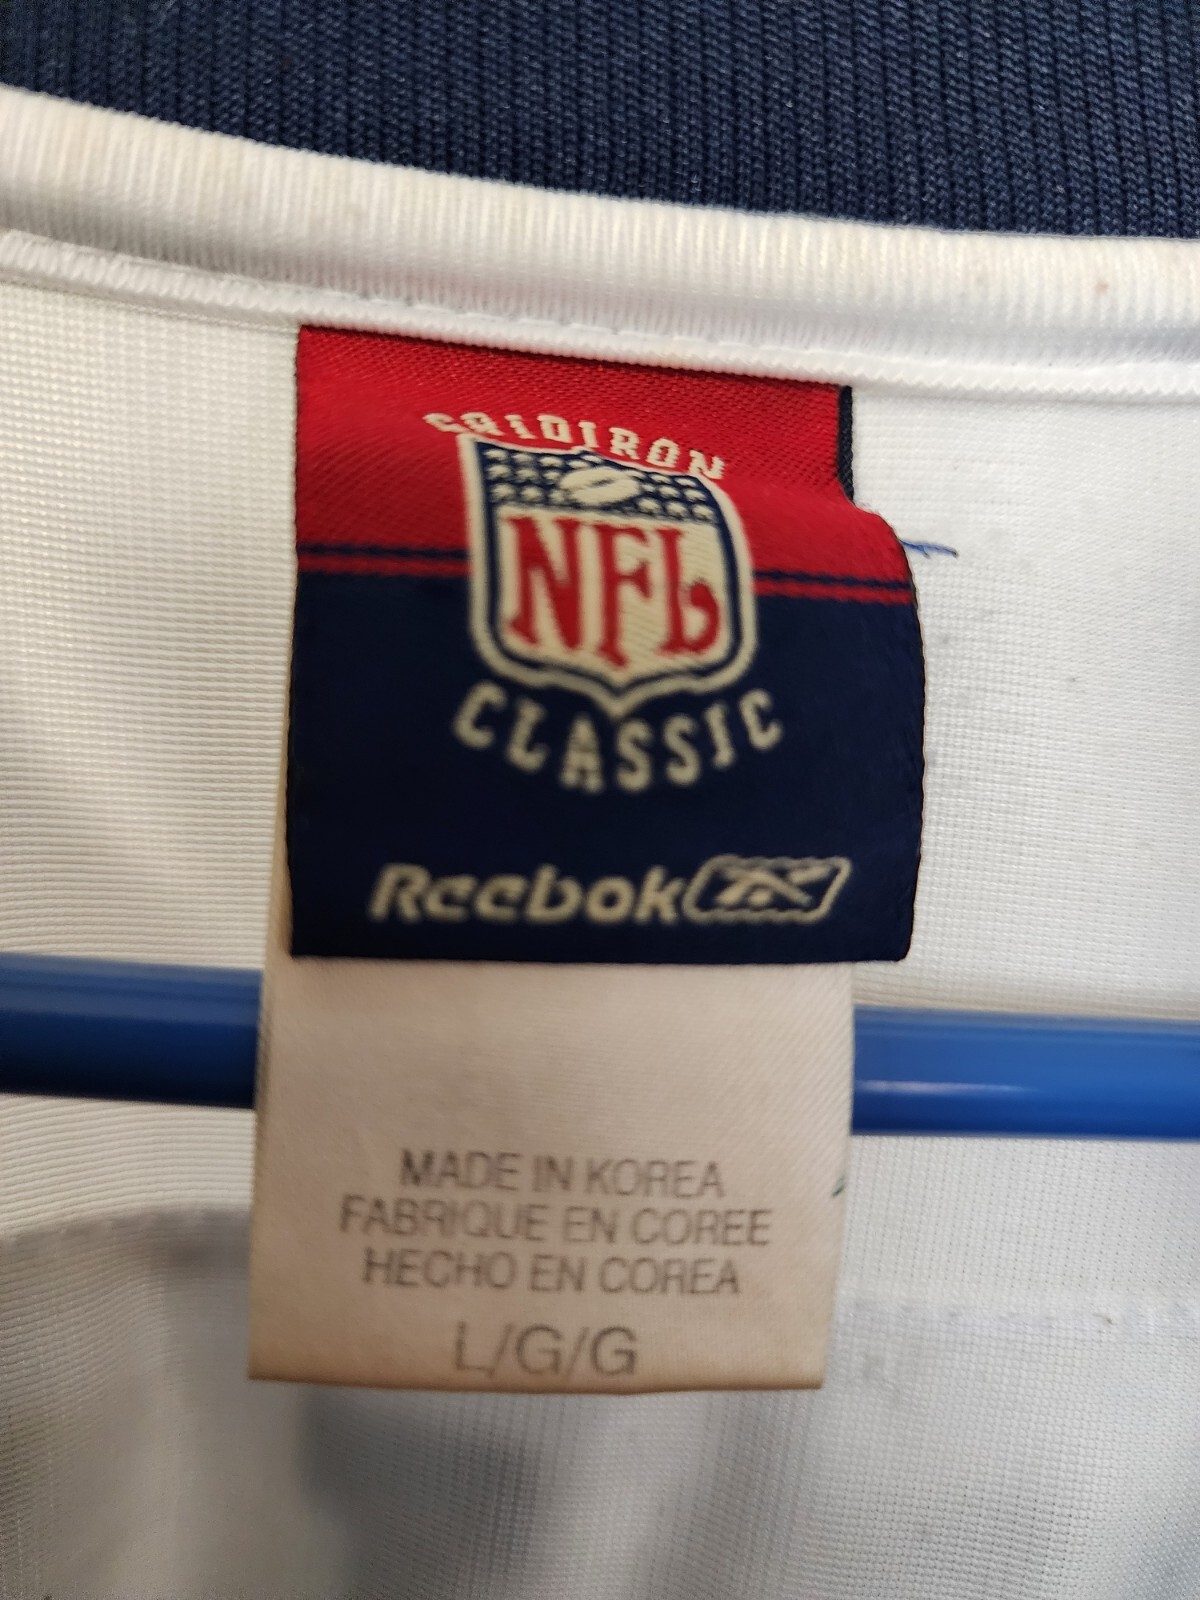 GRIDIRON
NFL
CLASSIC
Reebok
MADE IN KOREA
FABRIQUE EN COREE
HECHO EN COREA
L/G/G